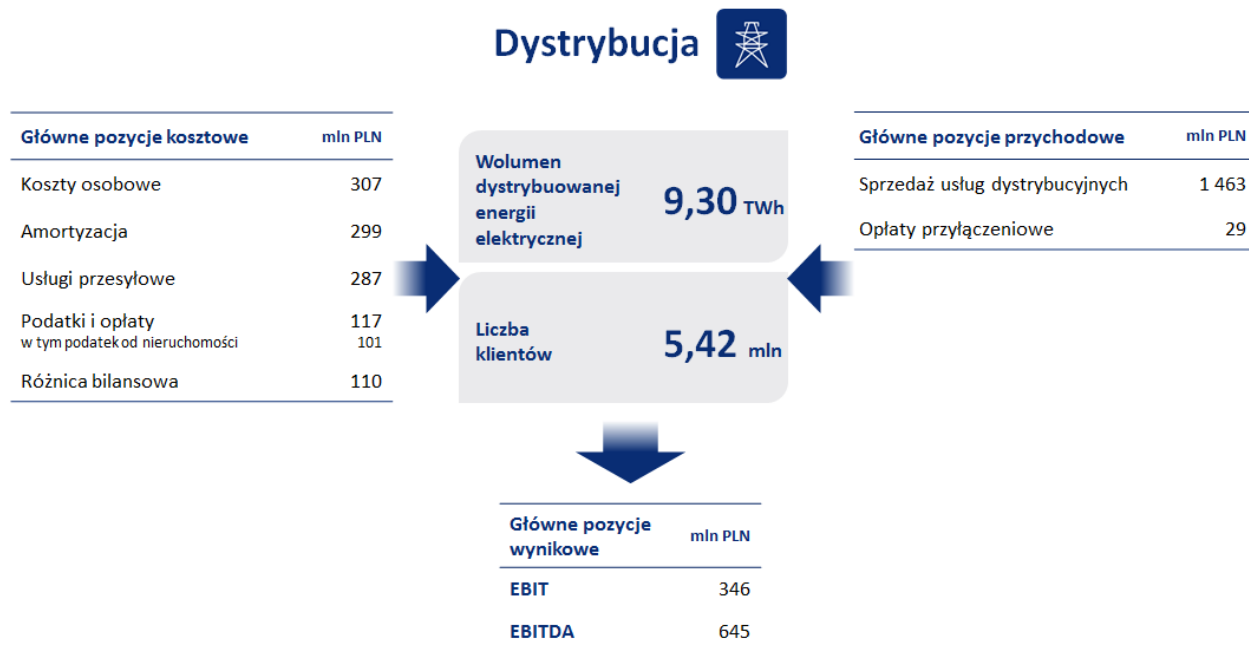 Dystrybucja
Główne pozycje kosztowe mln PLN
Koszty osobowe 307
Amortyzacja 299
Usługi przesyłowe 287
Podatki i opłaty 117
w tym podatek od nieruchomości 101
Różnica bilansowa 110
Wolumen
dystrybuowanej
energii
elektrycznej
9,30 TWh
Liczba
klientów
5,42 mln
Główne pozycje przychodowe mln PLN
Sprzedaż usług dystrybucyjnych 1 463
Opłaty przyłączeniowe 29
Główne pozycje
wynikowe
mln PLN
EBIT 346
EBITDA 645